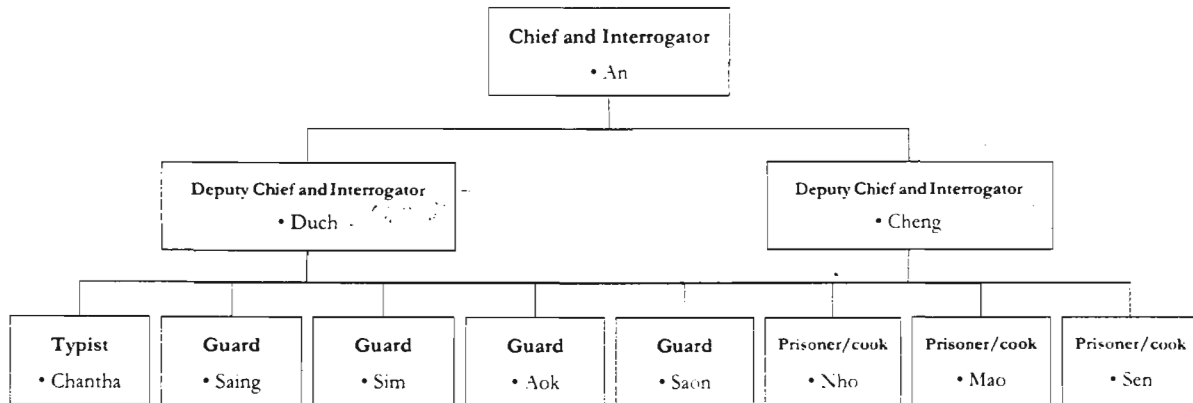 Chief and Interrogator
• An
Deputy Chief and Interrogator
• Duch
Deputy Chief and Interrogator
• Cheng
Typist
• Chantha
Guard
• Saing
Guard
• Sim
Guard
• Aok
Guard
• Saon
Prisoner/cook
• Nho
Prisoner/cook
• Mao
Prisoner/cook
• Sen